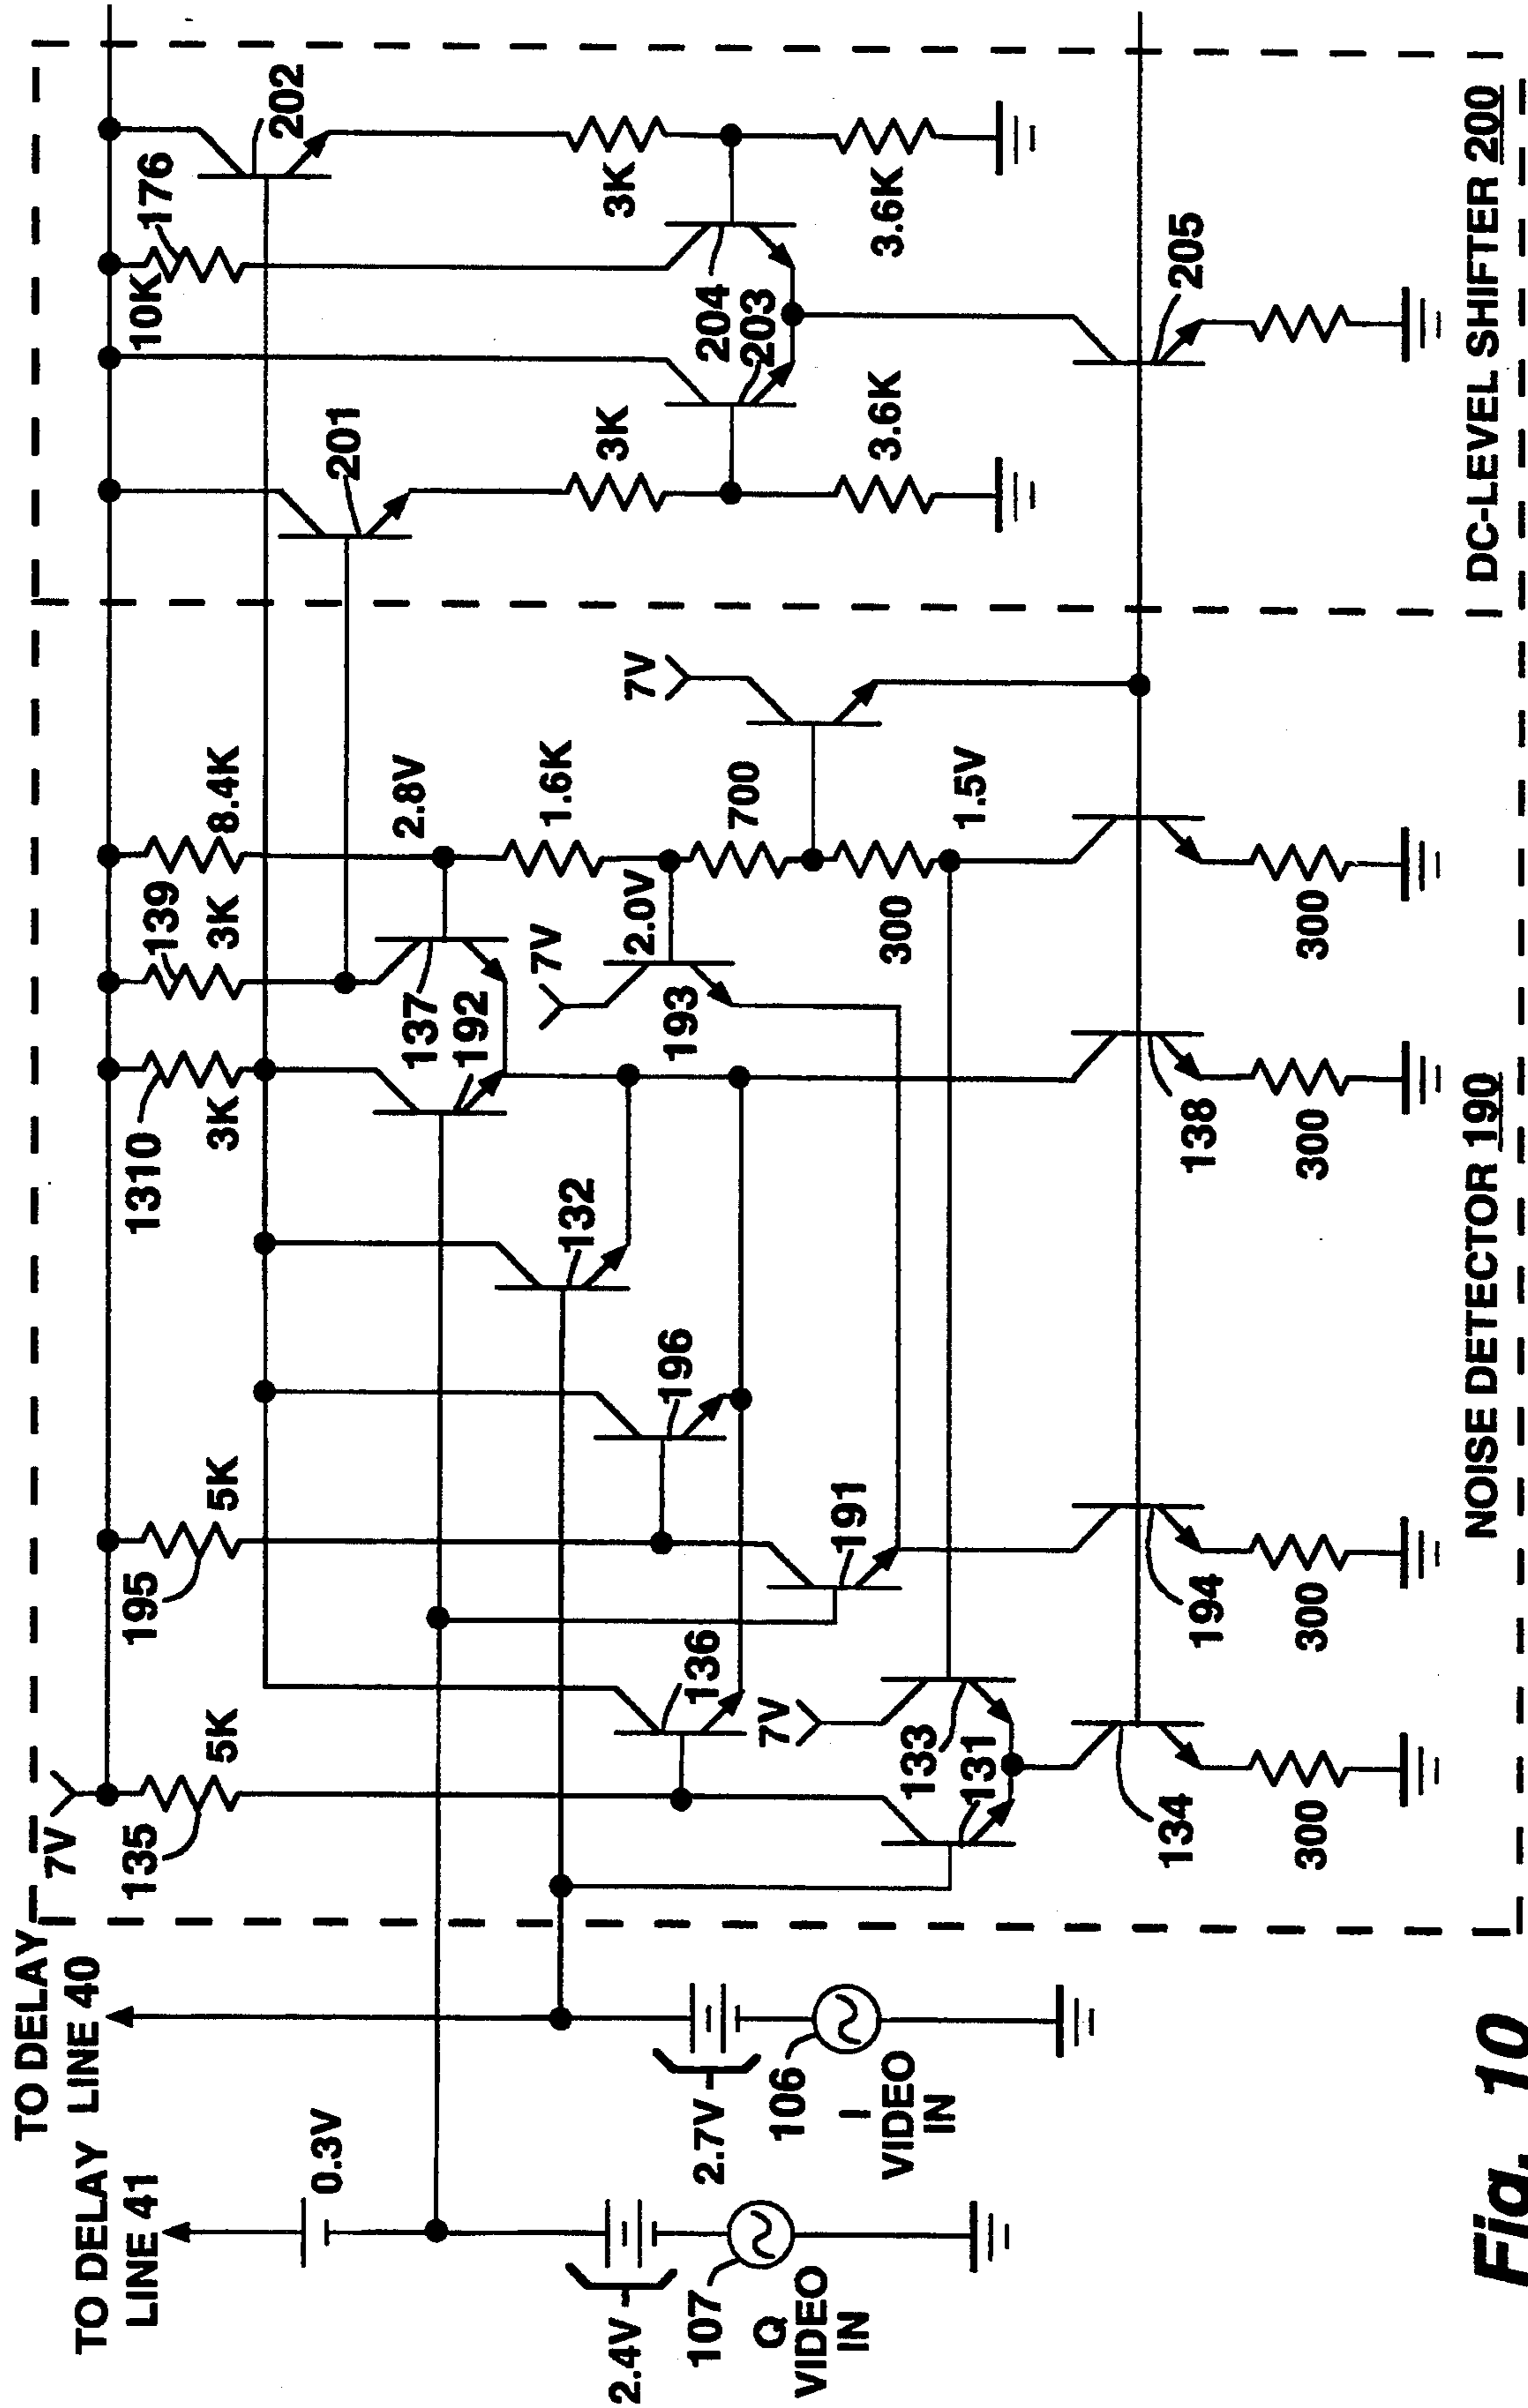 TO DELAY
LINE 41
TO DELAY
LINE 40
0.3V
2.4V
107
Q
VIDEO
IN
2.7V
106
I
VIDEO
IN
7V
135
5K
195
5K
1310
3K
139
3K
8.4K
10K
176
202
201
136
196
132
192
137
2.8V
1.6K
7V
2.0V
193
700
7V
300
1.5V
7V
133
131
191
3K
3K
204
203
3.6K
3.6K
134
300
194
300
138
300
300
205
NOISE DETECTOR 190
DC-LEVEL SHIFTER 200
Fig. 10